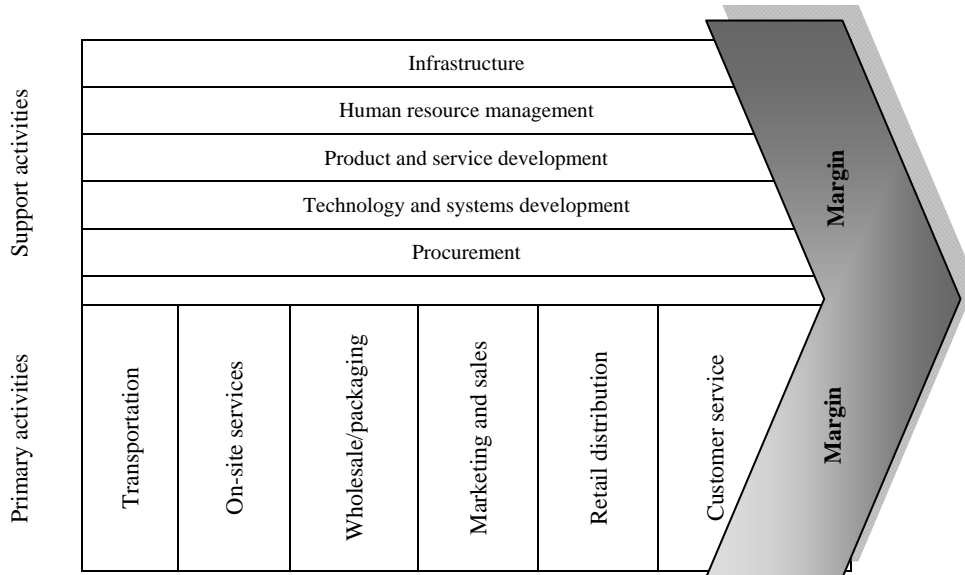 Support activities
Infrastructure
Human resource management
Product and service development
Technology and systems development
Procurement
Margin
Primary activities
Transportation
On-site services
Wholesale/packaging
Marketing and sales
Retail distribution
Customer service
Margin